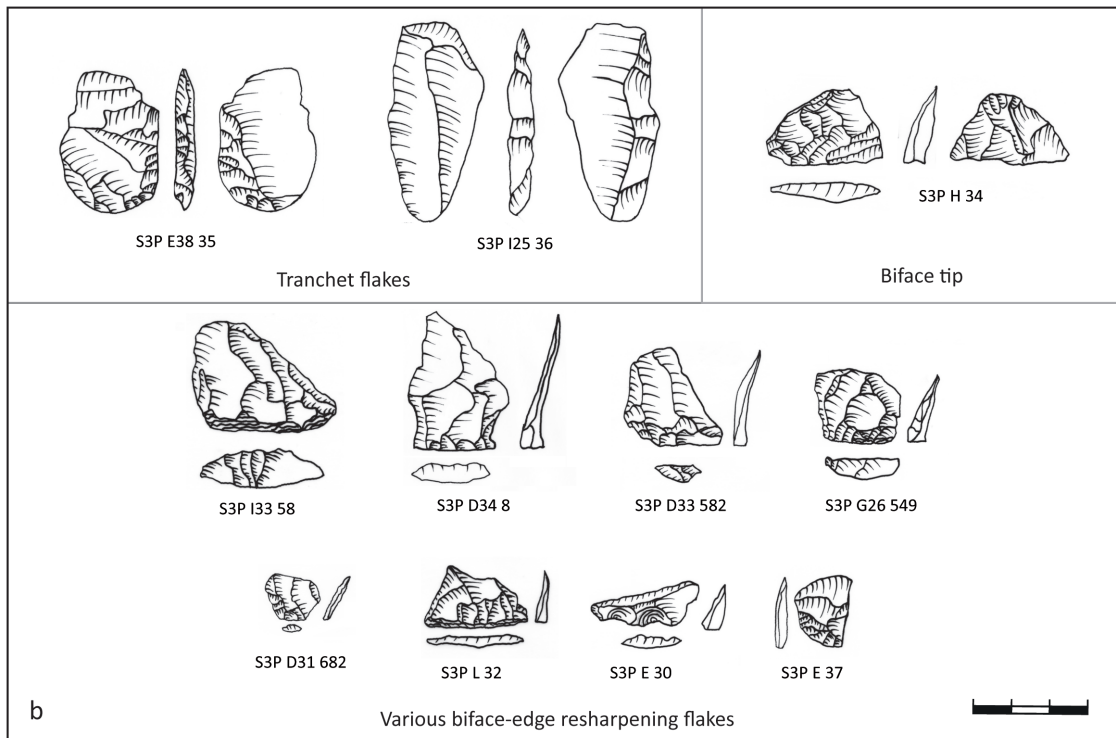 S3P E38 35
S3P I25 36
Tranchet flakes
S3P H 34
Biface tip
S3P I33 58
S3P D34 8
S3P D33 582
S3P G26 549
S3P D31 682
S3P L 32
S3P E 30
S3P E 37
b
Various biface-edge resharpening flakes